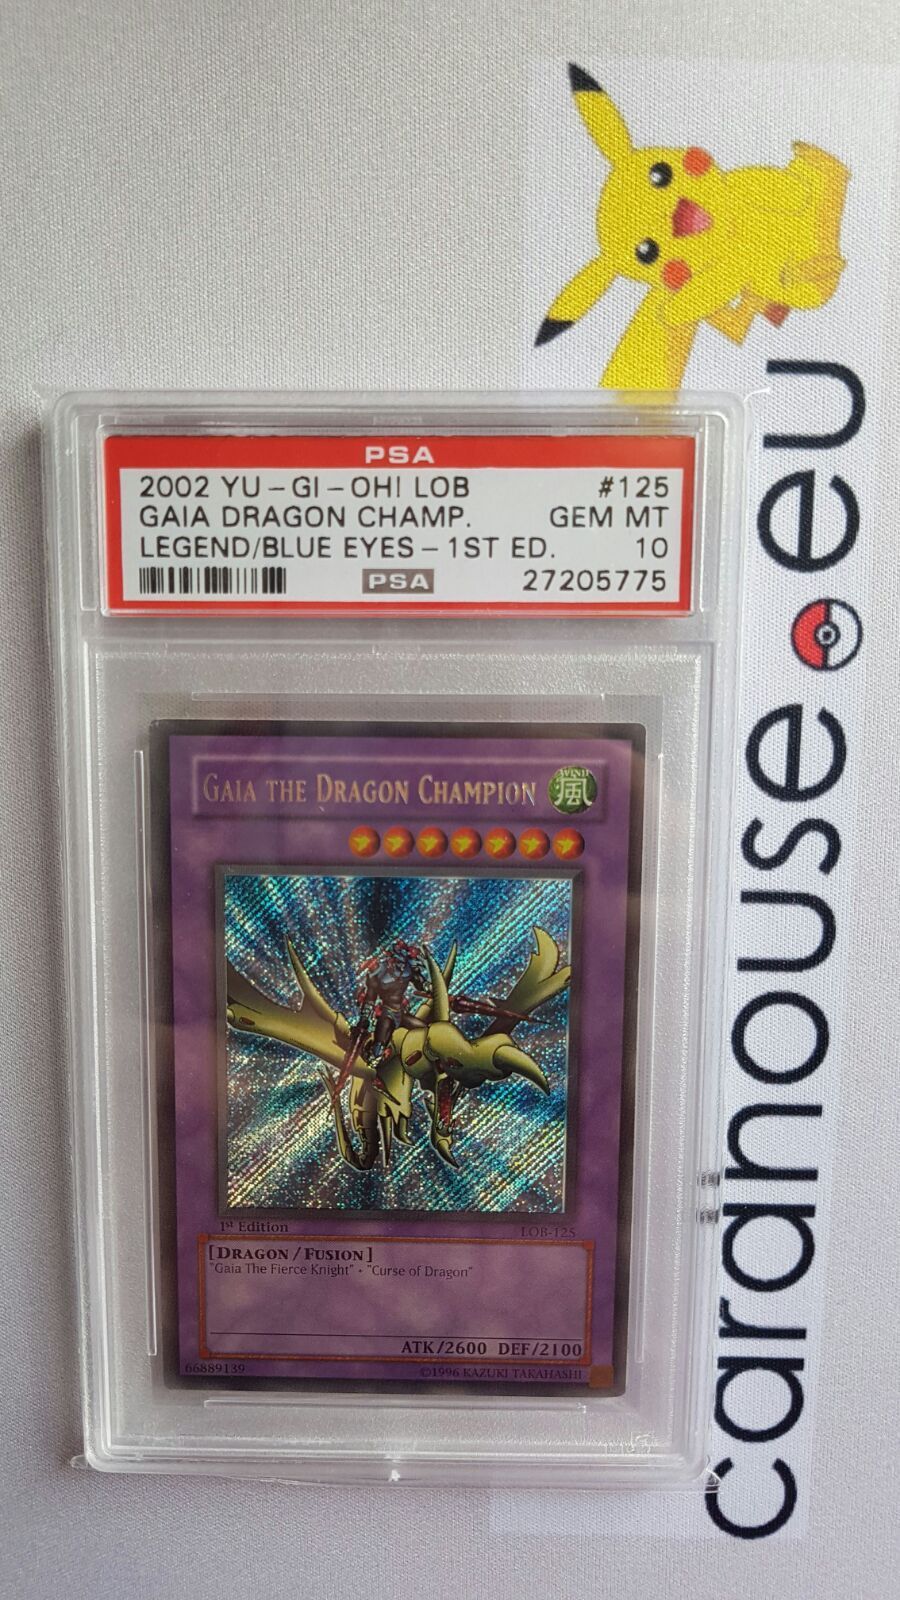 PSA
2002 YU-GI-OH! LOB #125
GAIA DRAGON CHAMP. GEM MT
LEGEND/BLUE EYES-1ST ED. 10
PSA 27205775
GAIA THE DRAGON CHAMPION
WIND
風
1st Edition LOB-125
[DRAGON/FUSION]
"Gaia The Fierce Knight" + "Curse of Dragon"
ATK/2600 DEF/2100
66889139 ©1996 KAZUKI TAKAHASHI
caranouse eu